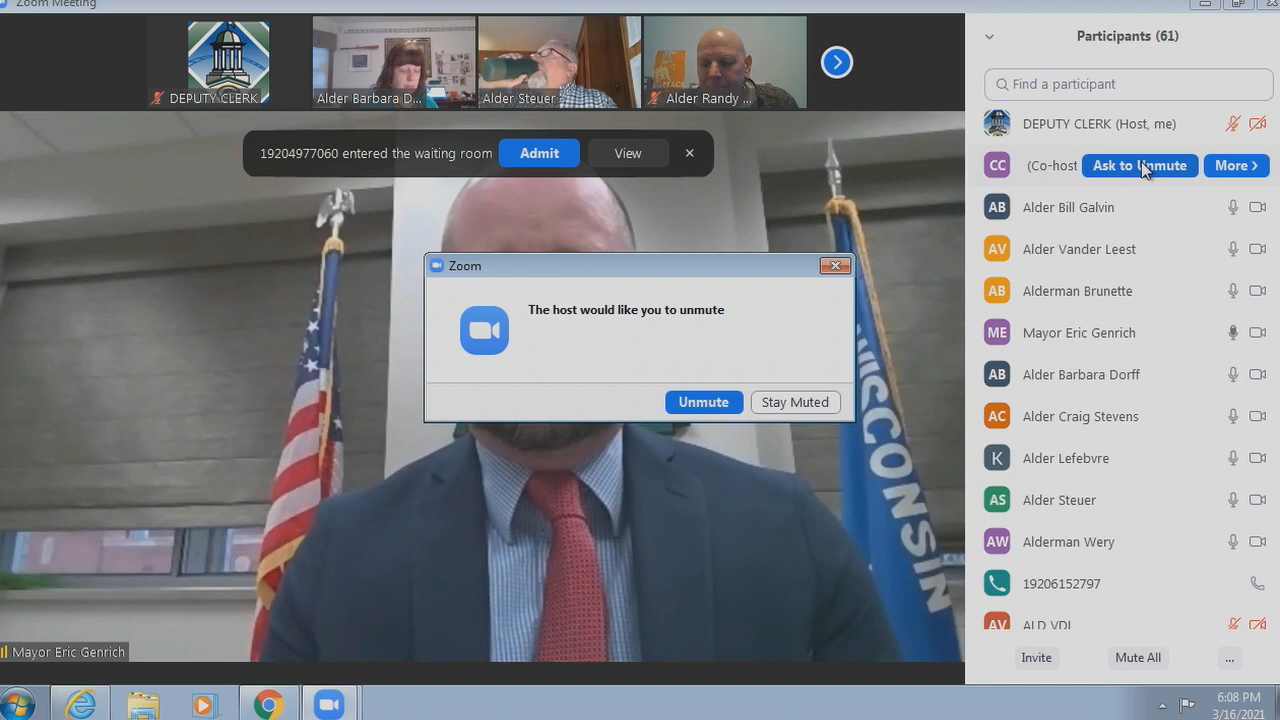 Zoom Meeting
DEPUTY CLERK
Alder Barbara D...
Alder Steuer
Alder Randy ...
19204977060 entered the waiting room
Admit
View
Zoom
The host would like you to unmute
Unmute
Stay Muted
WISCONSIN
Mayor Eric Genrich
Participants (61)
Find a participant
DEPUTY CLERK (Host, me)
CC (Co-host Ask to Unmute More >
AB Alder Bill Galvin
AV Alder Vander Leest
AB Alderman Brunette
ME Mayor Eric Genrich
AB Alder Barbara Dorff
AC Alder Craig Stevens
K Alder Lefebvre
AS Alder Steuer
AW Alderman Wery
19206152797
AV ALD VDL
Invite
Mute All
...
6:08 PM
3/16/2021